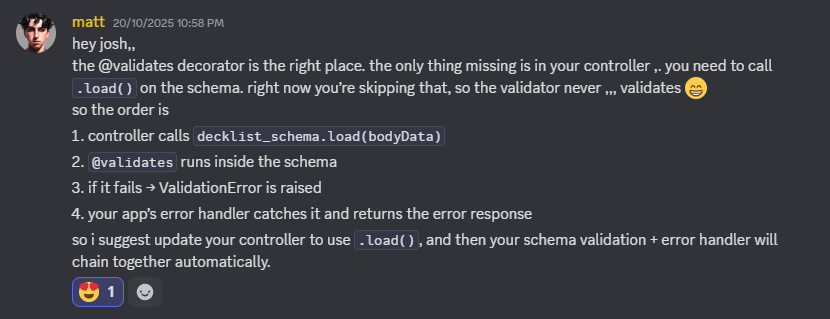 matt 20/10/2025 10:58 PM
hey josh,,
the @validates decorator is the right place. the only thing missing is in your controller ,. you need to call
.load() on the schema. right now you’re skipping that, so the validator never ,,, validates 😁
so the order is
1. controller calls decklist_schema.load(bodyData)
2. @validates runs inside the schema
3. if it fails → ValidationError is raised
4. your app’s error handler catches it and returns the error response
so i suggest update your controller to use .load(), and then your schema validation + error handler will
chain together automatically.
😍 1